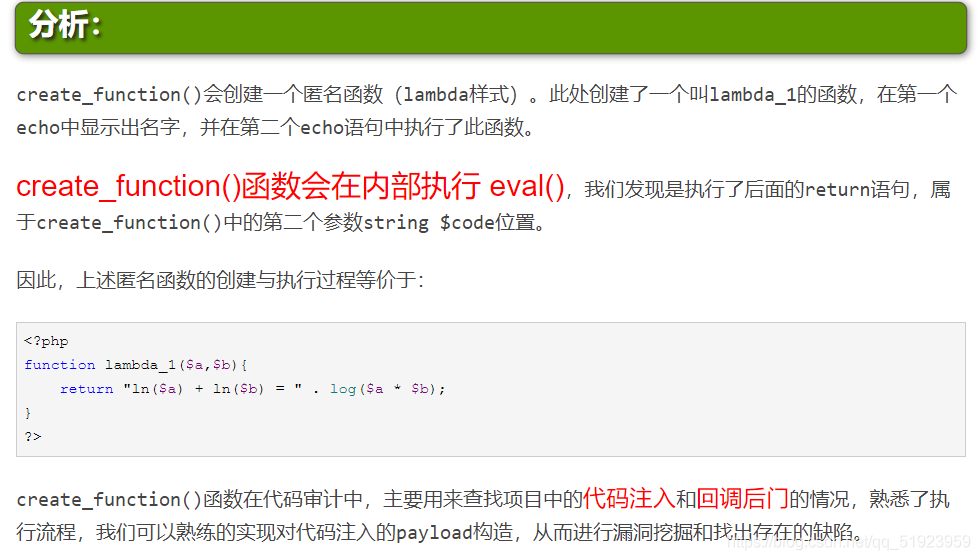 分析：
create_function()会创建一个匿名函数（lambda样式）。此处创建了一个叫lambda_1的函数，在第一个
echo中显示出名字，并在第二个echo语句中执行了此函数。
create_function()函数会在内部执行 eval()，我们发现是执行了后面的return语句，属
于create_function()中的第二个参数string $code位置。
因此，上述匿名函数的创建与执行过程等价于：
<?php
function lambda_1($a,$b){
    return "ln($a) + ln($b) = " . log($a * $b);
}
?>
create_function()函数在代码审计中，主要用来查找项目中的代码注入和回调后门的情况，熟悉了执
行流程，我们可以熟练的实现对代码注入的payload构造，从而进行漏洞挖掘和找出存在的缺陷。
https://blog.csdn.net/qq_51923959